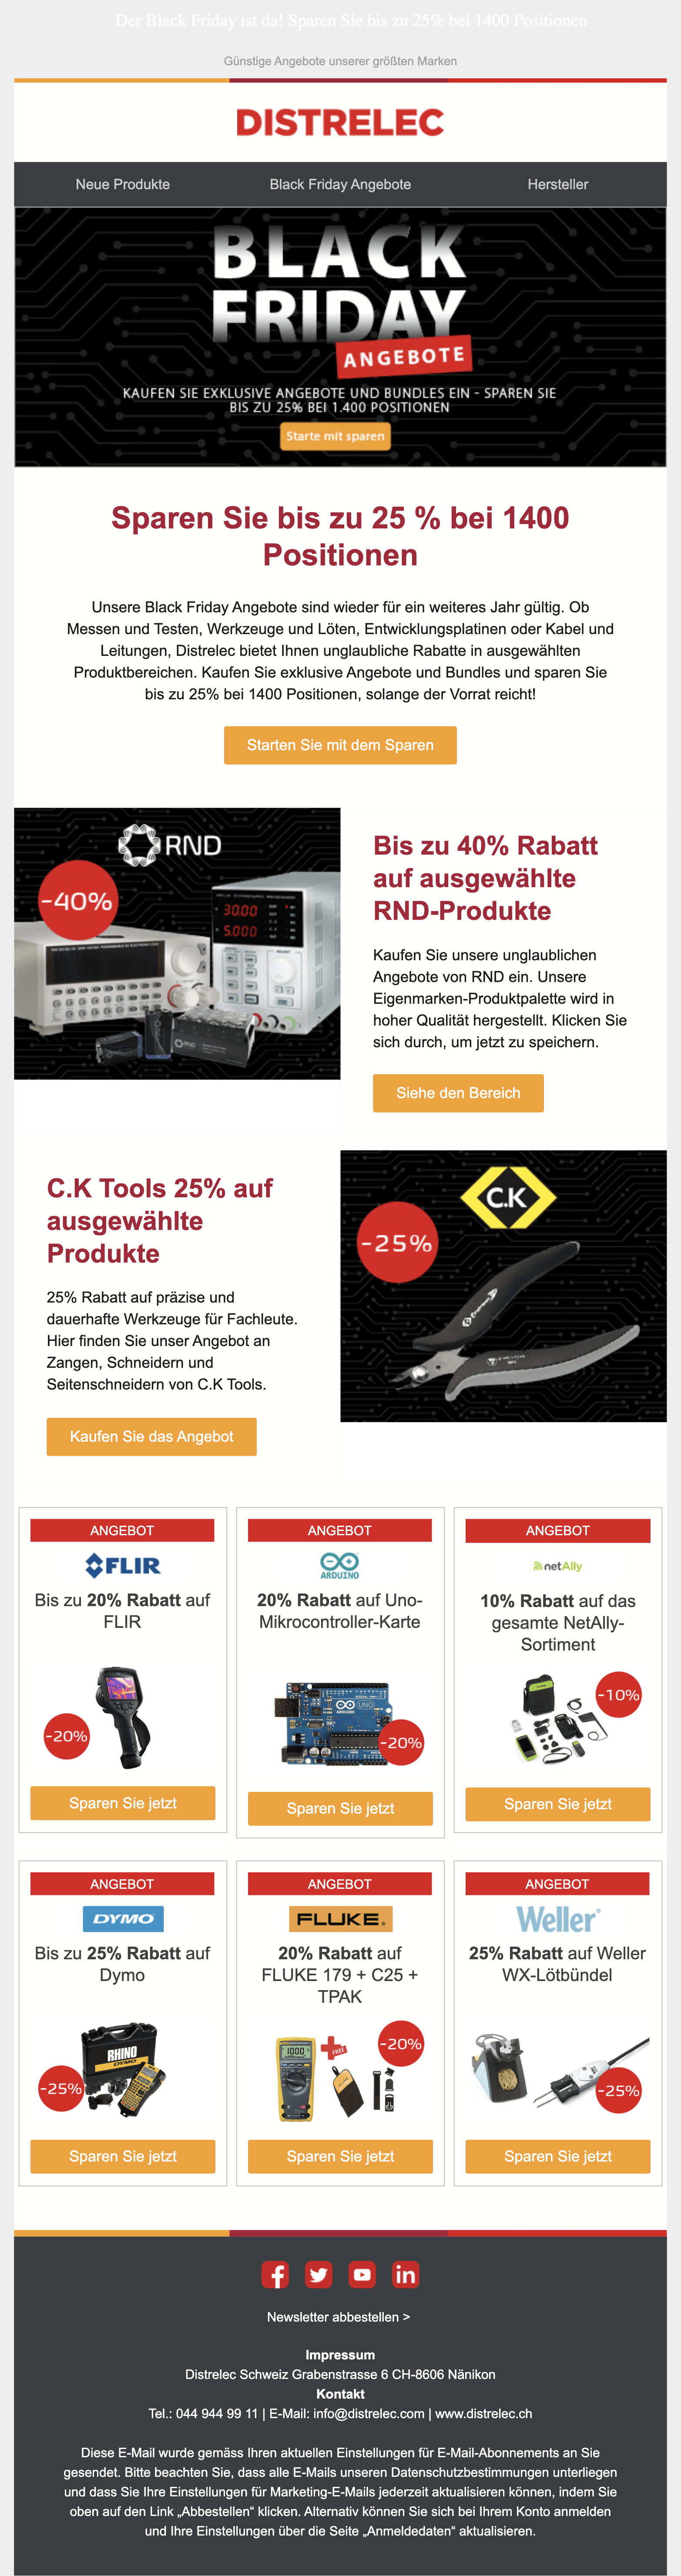 Der Black Friday ist da! Sparen Sie bis zu 25% bei 1400 Positionen
Günstige Angebote unserer größten Marken
DISTRELEC
Neue Produkte
Black Friday Angebote
Hersteller
BLACK
FRIDAY
ANGEBOTE
KAUFEN SIE EXKLUSIVE ANGEBOTE UND BUNDLES EIN - SPAREN SIE
BIS ZU 25% BEI 1.400 POSITIONEN
Starte mit sparen
Sparen Sie bis zu 25 % bei 1400
Positionen
Unsere Black Friday Angebote sind wieder für ein weiteres Jahr gültig. Ob
Messen und Testen, Werkzeuge und Löten, Entwicklungsplatinen oder Kabel und
Leitungen, Distrelec bietet Ihnen unglaubliche Rabatte in ausgewählten
Produktbereichen. Kaufen Sie exklusive Angebote und Bundles und sparen Sie
bis zu 25% bei 1400 Positionen, solange der Vorrat reicht!
Starten Sie mit dem Sparen
RND
-40%
30.00
5.000
RND
Bis zu 40% Rabatt
auf ausgewählte
RND-Produkte
Kaufen Sie unsere unglaublichen
Angebote von RND ein. Unsere
Eigenmarken-Produktpalette wird in
hoher Qualität hergestellt. Klicken Sie
sich durch, um jetzt zu speichern.
Siehe den Bereich
C.K Tools 25% auf
ausgewählte
Produkte
25% Rabatt auf präzise und
dauerhafte Werkzeuge für Fachleute.
Hier finden Sie unser Angebot an
Zangen, Schneidern und
Seitenschneidern von C.K Tools.
Kaufen Sie das Angebot
C.K
-25%
ANGEBOT
FLIR
Bis zu 20% Rabatt auf
FLIR
-20%
Sparen Sie jetzt
ANGEBOT
ARDUINO
20% Rabatt auf Uno-
Mikrocontroller-Karte
UNO
-20%
Sparen Sie jetzt
ANGEBOT
netAlly
10% Rabatt auf das
gesamte NetAlly-
Sortiment
-10%
Sparen Sie jetzt
ANGEBOT
DYMO
Bis zu 25% Rabatt auf
Dymo
RHINO
DYMO
-25%
Sparen Sie jetzt
ANGEBOT
FLUKE
20% Rabatt auf
FLUKE 179 + C25 +
TPAK
1000
FREE
-20%
Sparen Sie jetzt
ANGEBOT
Weller
25% Rabatt auf Weller
WX-Lötbündel
-25%
Sparen Sie jetzt
Newsletter abbestellen >
Impressum
Distrelec Schweiz Grabenstrasse 6 CH-8606 Nänikon
Kontakt
Tel.: 044 944 99 11 | E-Mail: info@distrelec.com | www.distrelec.ch
Diese E-Mail wurde gemäss Ihren aktuellen Einstellungen für E-Mail-Abonnements an Sie
gesendet. Bitte beachten Sie, dass alle E-Mails unseren Datenschutzbestimmungen unterliegen
und dass Sie Ihre Einstellungen für Marketing-E-Mails jederzeit aktualisieren können, indem Sie
oben auf den Link „Abbestellen“ klicken. Alternativ können Sie sich bei Ihrem Konto anmelden
und Ihre Einstellungen über die Seite „Anmeldedaten“ aktualisieren.